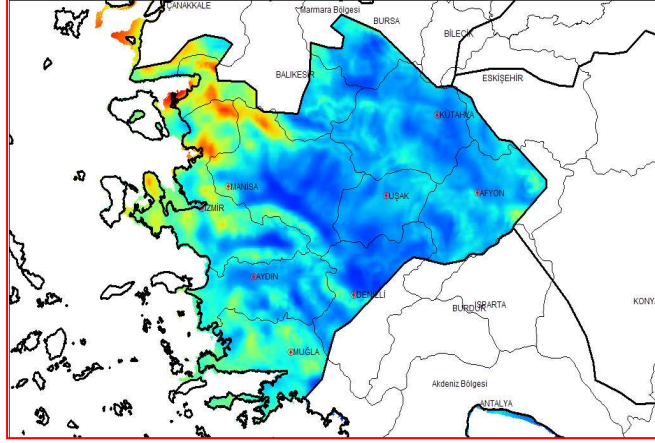 ÇANAKKALE
Marmara Bölgesi
BURSA
BİLECİK
BALIKESİR
ESKİŞEHİR
KÜTAHYA
MANİSA
UŞAK
AFYON
İZMİR
AYDIN
DENİZLİ
ISPARTA
BURDUR
KONY
MUĞLA
Akdeniz Bölgesi
ANTALYA